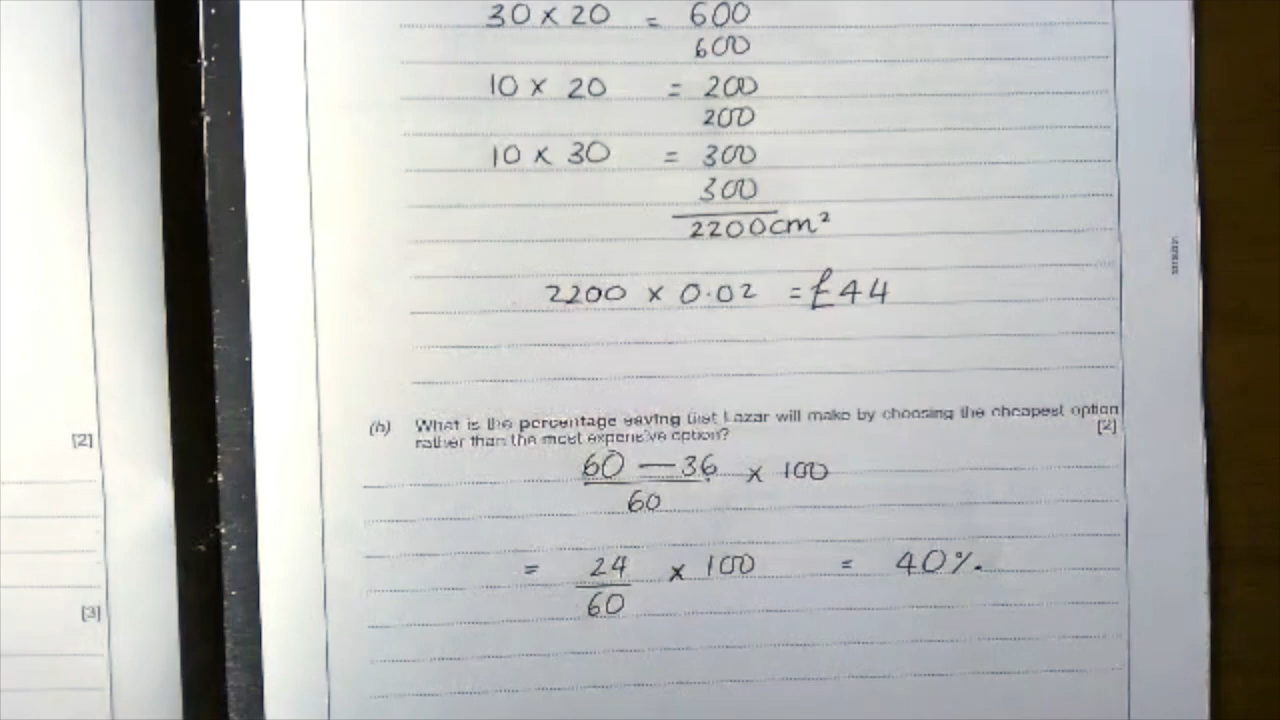 30 × 20 = 600
600
10 × 20 = 200
200
10 × 30 = 300
300
2200cm²
2200 × 0.02 = £44
(b) What is the percentage saving that Lazar will make by choosing the cheapest option
rather than the most expensive option? [2]
60 — 36 × 100
60
= 24 × 100 = 40%.
60
[2]
[3]